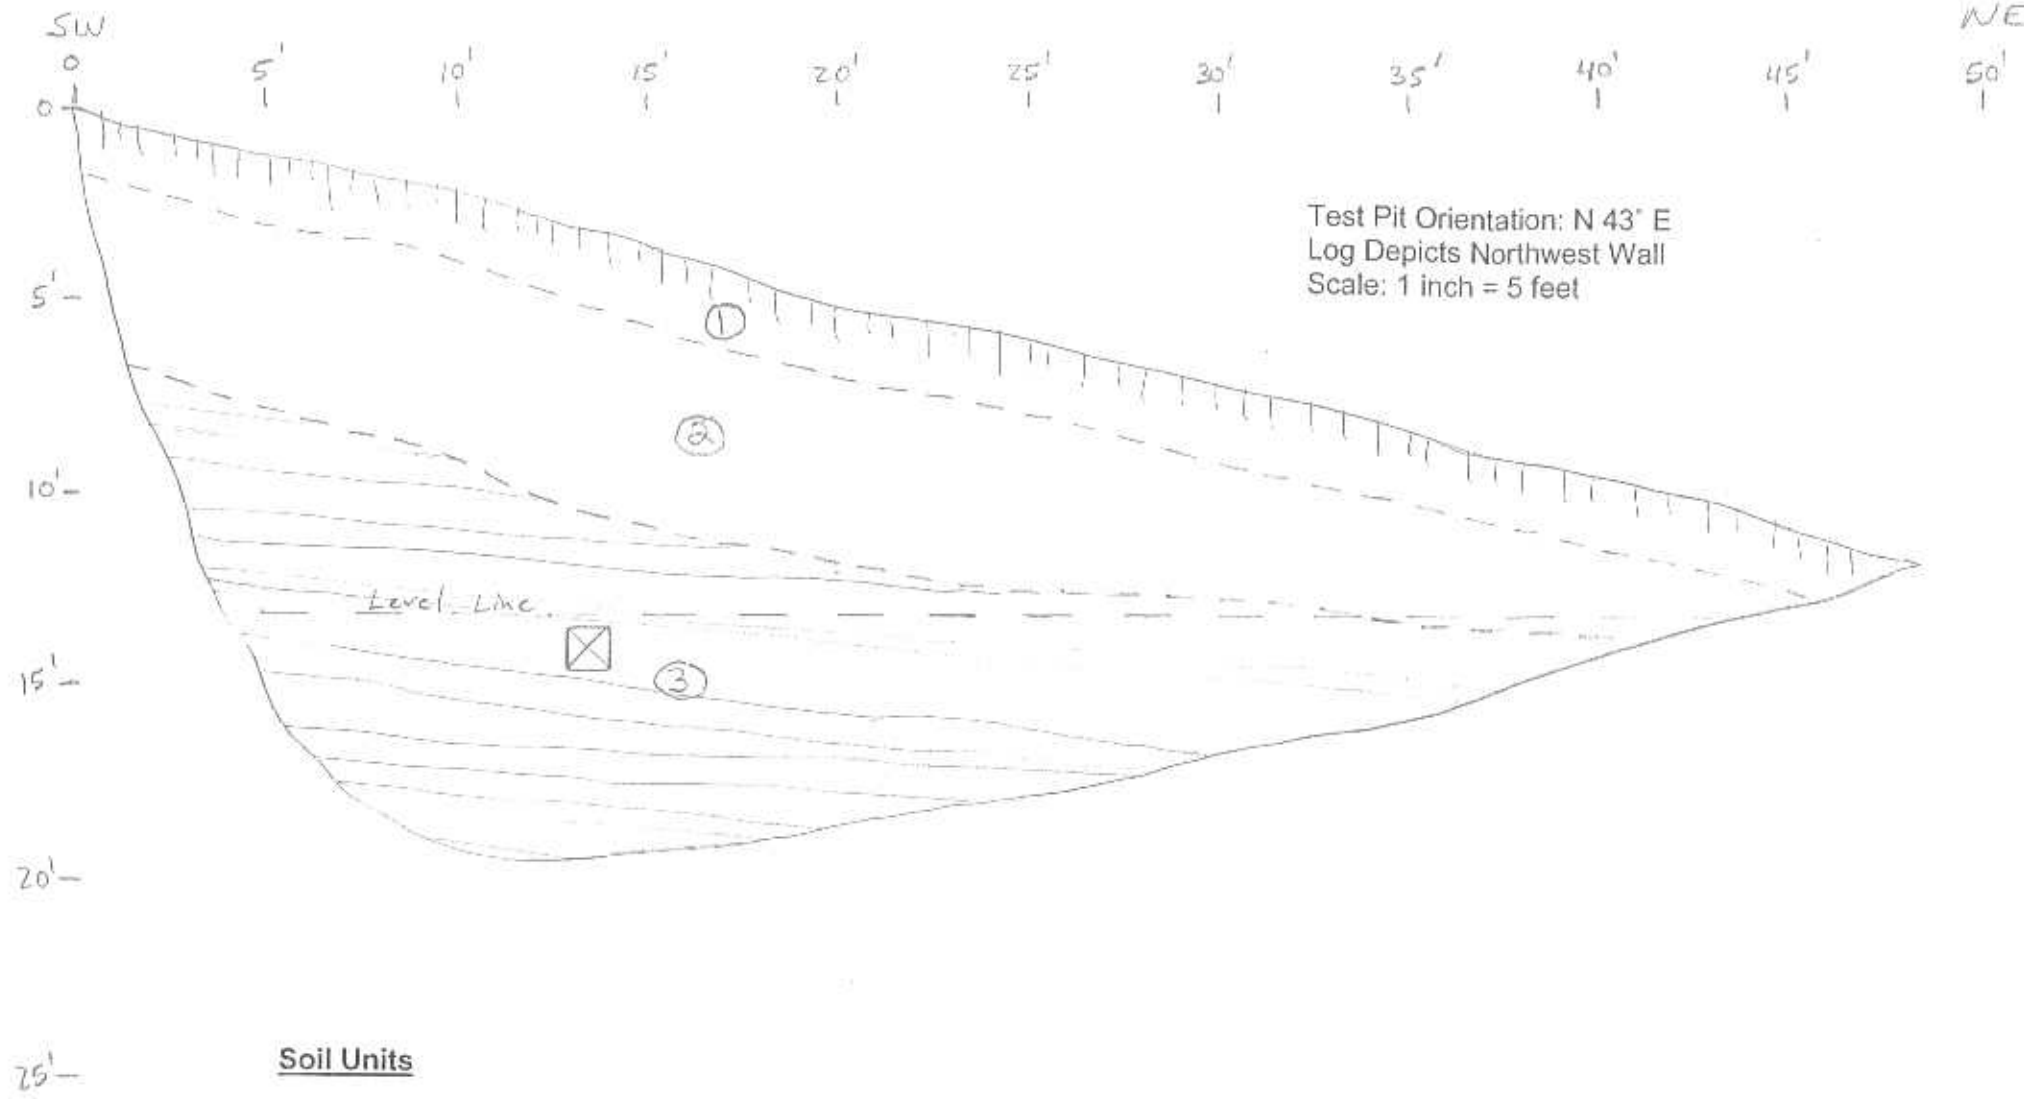 SW NE
0 5' 10' 15' 20' 25' 30' 35' 40' 45' 50'
0
Test Pit Orientation: N 43° E
Log Depicts Northwest Wall
Scale: 1 inch = 5 feet
5'
1
2
10'
Level Line
15'
3
20'
Soil Units
25'